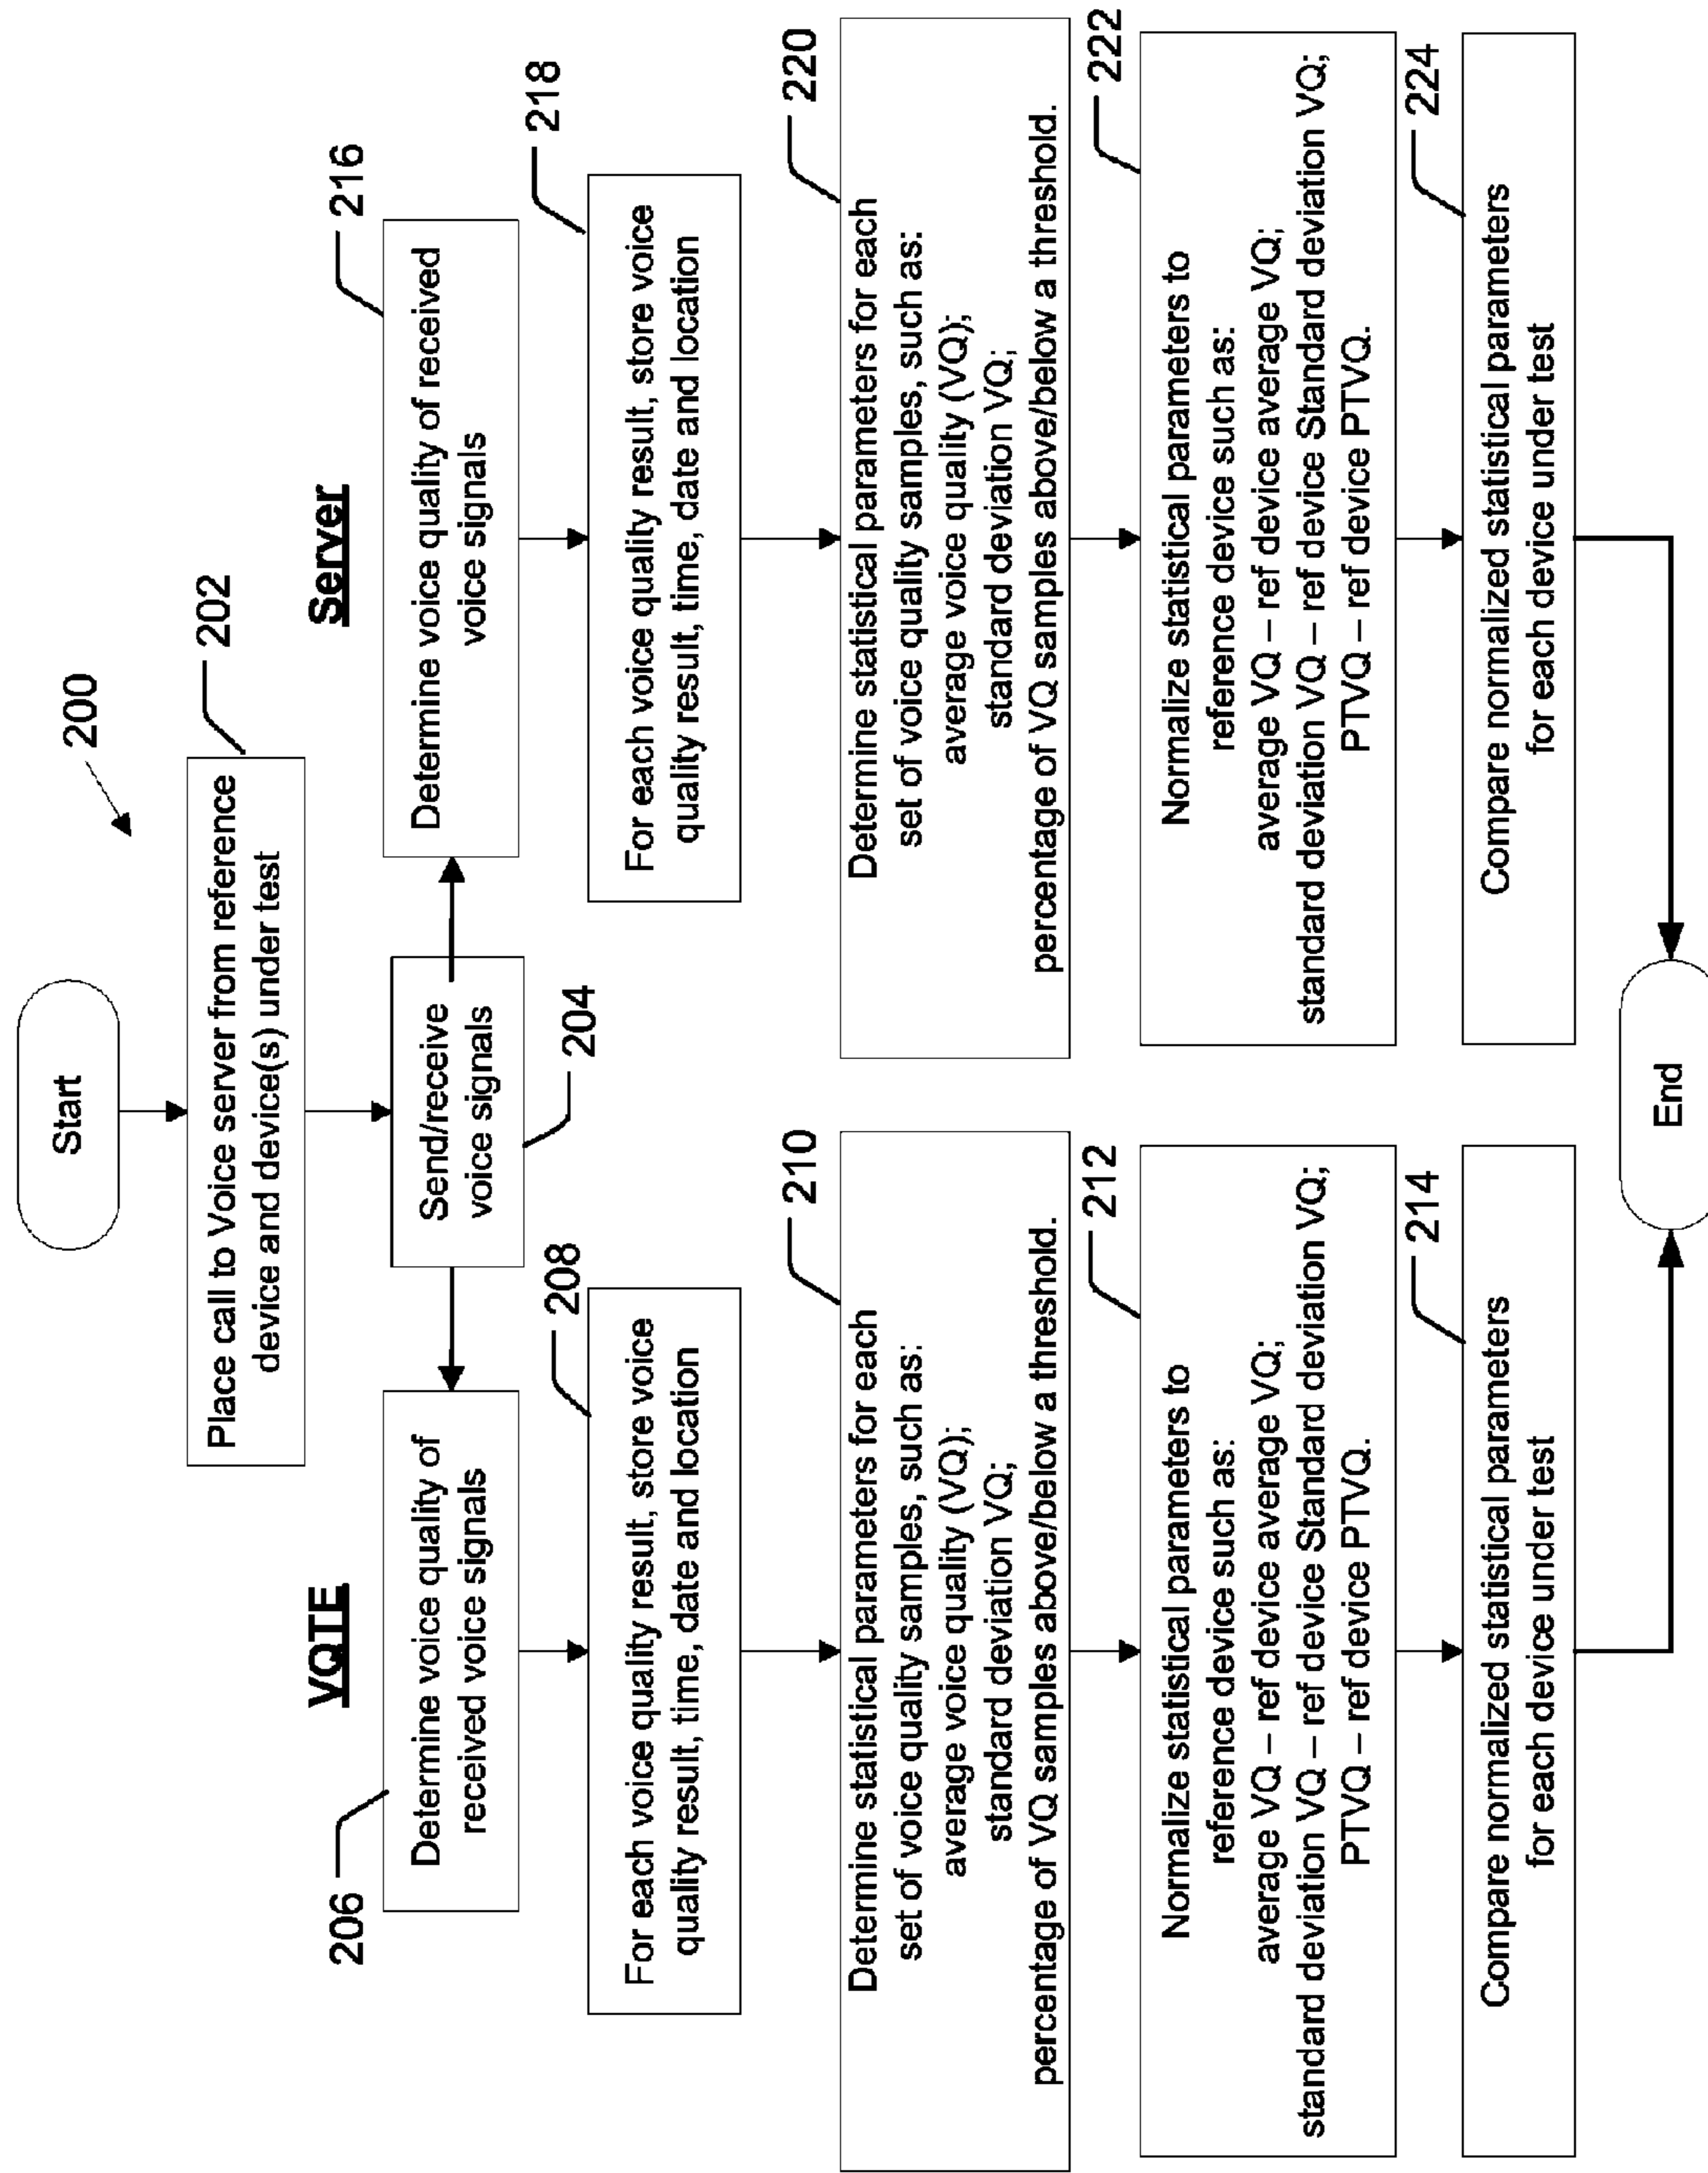 200
Start
202
Place call to Voice server from reference
device and device(s) under test
204
Send/receive
voice signals
VQTE
206
Determine voice quality of
received voice signals
208
For each voice quality result, store voice
quality result, time, date and location
210
Determine statistical parameters for each
set of voice quality samples, such as:
average voice quality (VQ);
standard deviation VQ;
percentage of VQ samples above/below a threshold.
212
Normalize statistical parameters to
reference device such as:
average VQ – ref device average VQ;
standard deviation VQ – ref device Standard deviation VQ;
PTVQ – ref device PTVQ.
214
Compare normalized statistical parameters
for each device under test
Server
216
Determine voice quality of received
voice signals
218
For each voice quality result, store voice
quality result, time, date and location
220
Determine statistical parameters for each
set of voice quality samples, such as:
average voice quality (VQ);
standard deviation VQ;
percentage of VQ samples above/below a threshold.
222
Normalize statistical parameters to
reference device such as:
average VQ – ref device average VQ;
standard deviation VQ – ref device Standard deviation VQ;
PTVQ – ref device PTVQ.
224
Compare normalized statistical parameters
for each device under test
End